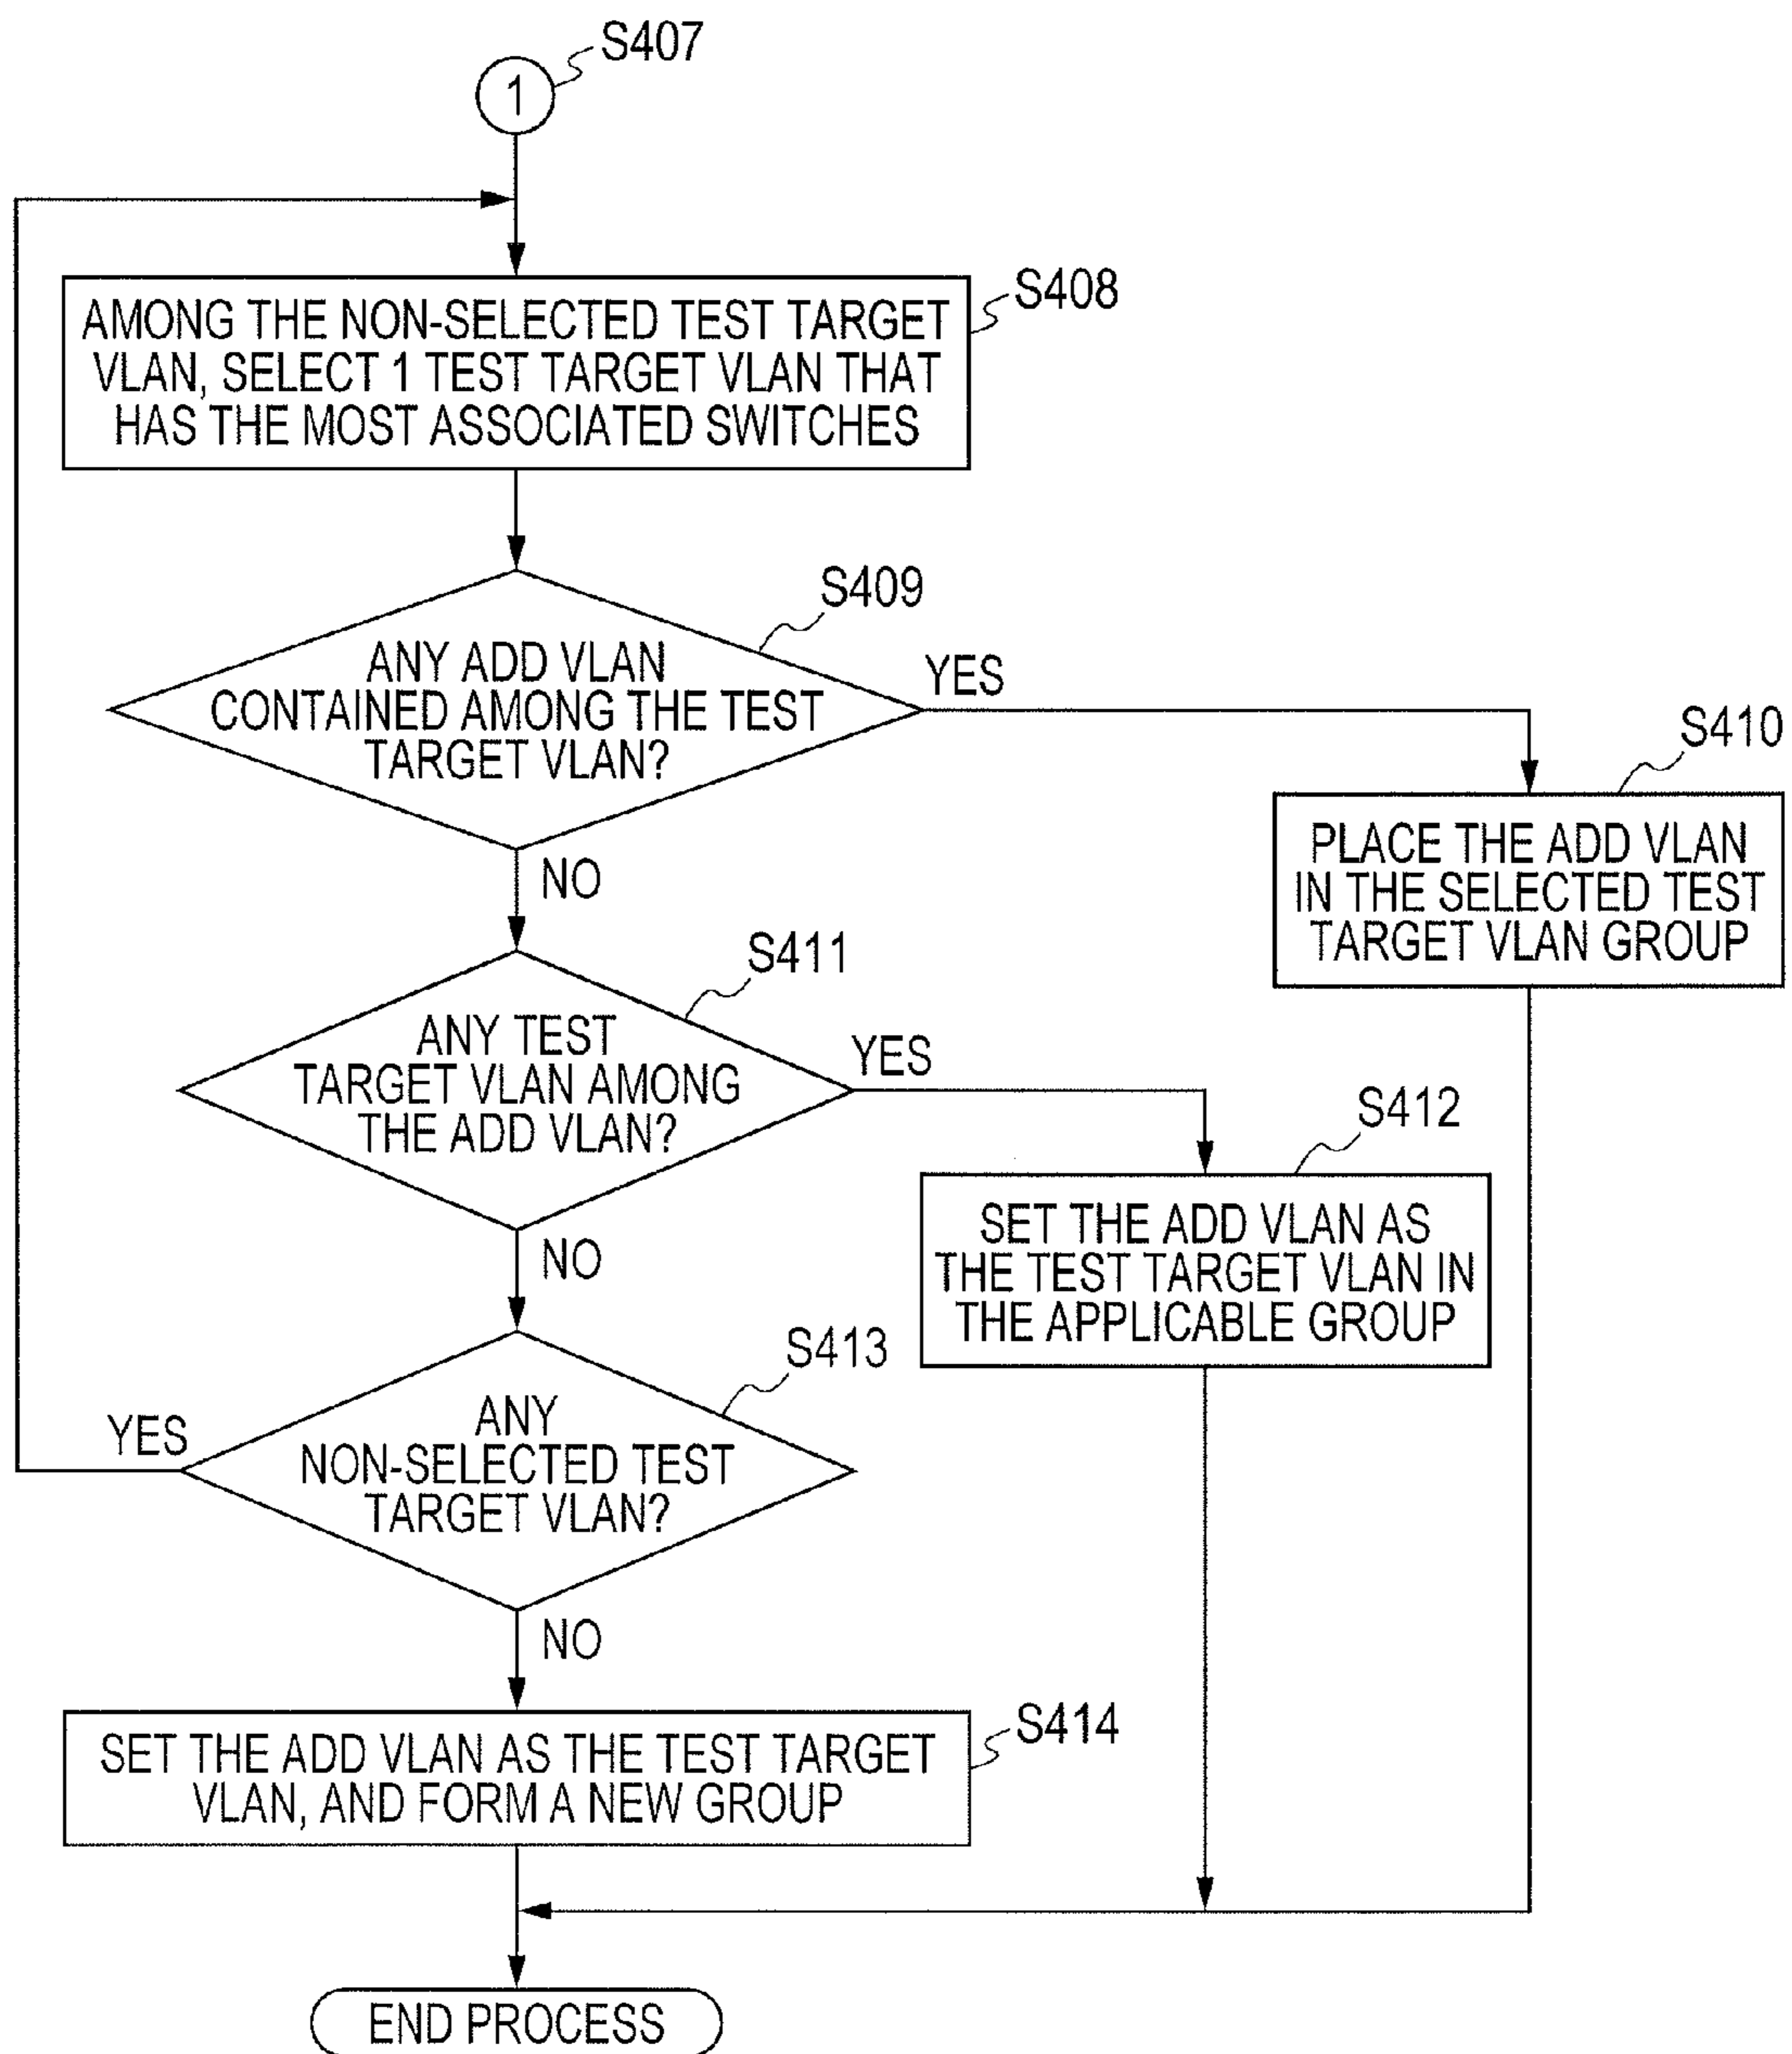 S407
1
AMONG THE NON-SELECTED TEST TARGET
VLAN, SELECT 1 TEST TARGET VLAN THAT
HAS THE MOST ASSOCIATED SWITCHES
S408
S409
ANY ADD VLAN
CONTAINED AMONG THE TEST
TARGET VLAN?
YES
NO
S410
PLACE THE ADD VLAN
IN THE SELECTED TEST
TARGET VLAN GROUP
S411
ANY TEST
TARGET VLAN AMONG
THE ADD VLAN?
YES
NO
S412
SET THE ADD VLAN AS
THE TEST TARGET VLAN IN
THE APPLICABLE GROUP
S413
ANY
NON-SELECTED TEST
TARGET VLAN?
YES
NO
S414
SET THE ADD VLAN AS THE TEST TARGET
VLAN, AND FORM A NEW GROUP
END PROCESS